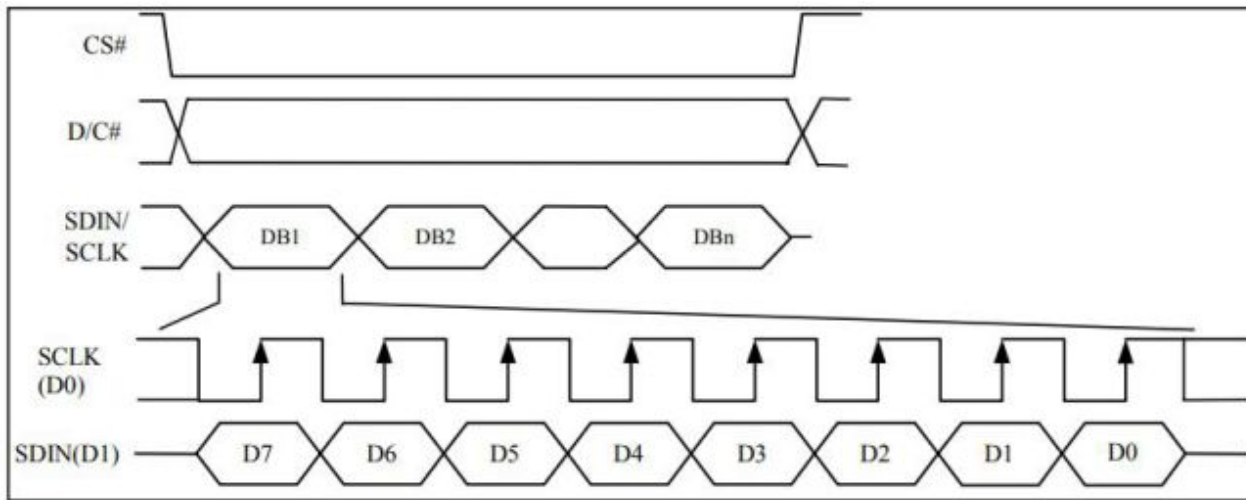 CS#
D/C#
SDIN/
SCLK
DB1 DB2 DBn
SCLK
(D0)
SDIN(D1) D7 D6 D5 D4 D3 D2 D1 D0